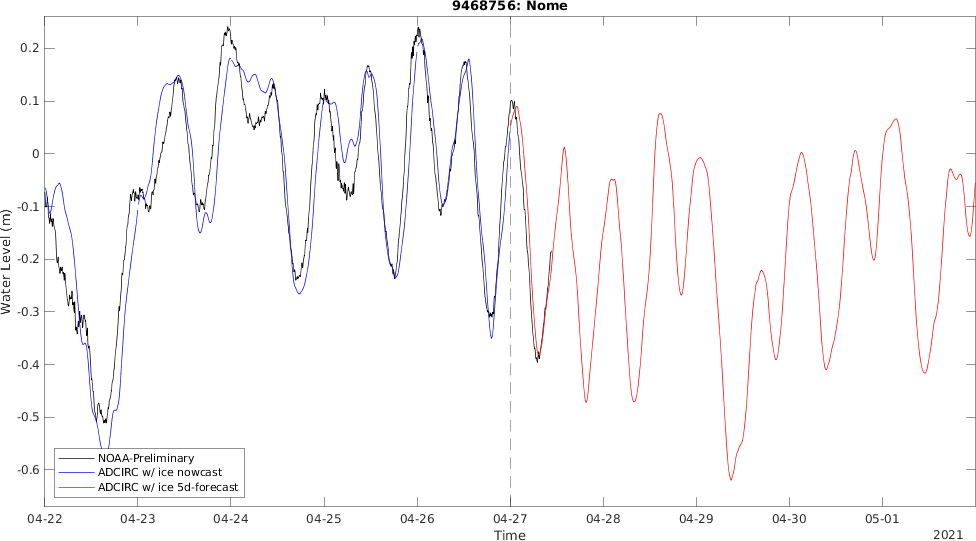 9468756: Nome
Water Level (m)
0.2
0.1
0
-0.1
-0.2
-0.3
-0.4
-0.5
-0.6
NOAA-Preliminary
ADCIRC w/ ice nowcast
ADCIRC w/ ice 5d-forecast
04-22 04-23 04-24 04-25 04-26 04-27 04-28 04-29 04-30 05-01
Time
2021